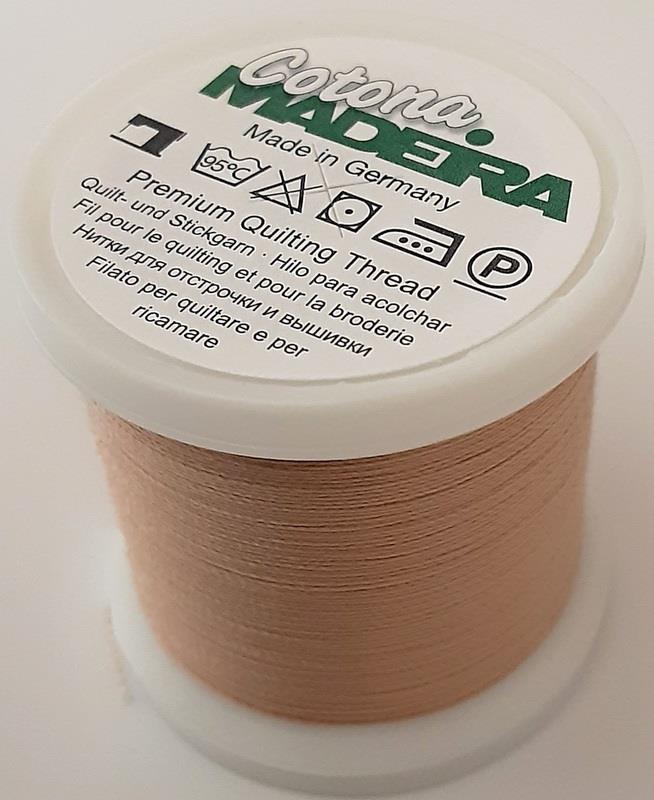 Cotona
MADEIRA
Made in Germany
95°C P
Premium Quilting Thread
Quilt- und Stickgarn · Hilo para acolchar
Fil pour le quilting et pour la broderie
Нитки для отстрочки и вышивки
Filato per quiltare e per
ricamare